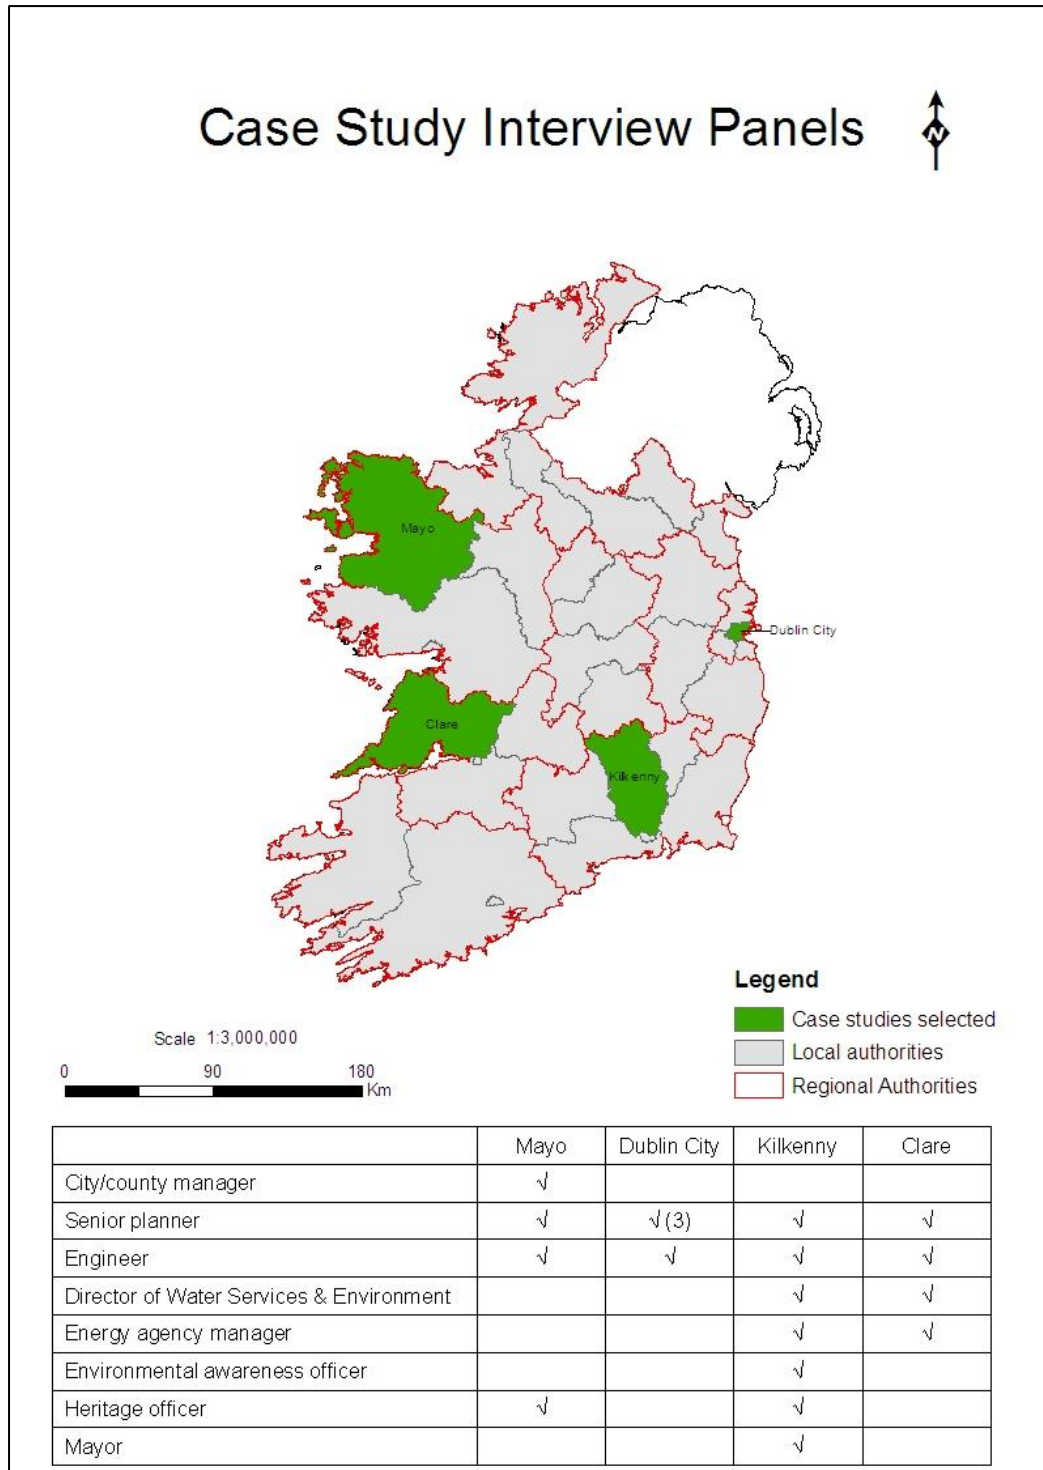 Case Study Interview Panels
N
Mayo
Dublin City
Clare
Kilkenny
Legend
Case studies selected
Local authorities
Regional Authorities
Scale 1:3,000,000
0 90 180
Km
Mayo Dublin City Kilkenny Clare
City/county manager √
Senior planner √ √(3) √ √
Engineer √ √ √ √
Director of Water Services & Environment √ √
Energy agency manager √ √
Environmental awareness officer √
Heritage officer √ √
Mayor √